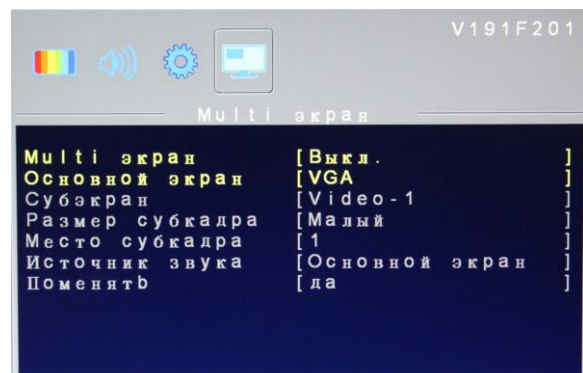 V191F201
Multi экран
Multi экран [Выкл. ]
Основной экран [VGA ]
Субэкран [Video-1 ]
Размер субкадра [Малый ]
Место субкадра [1 ]
Источник звука [Основной экран ]
Поменятb [да ]